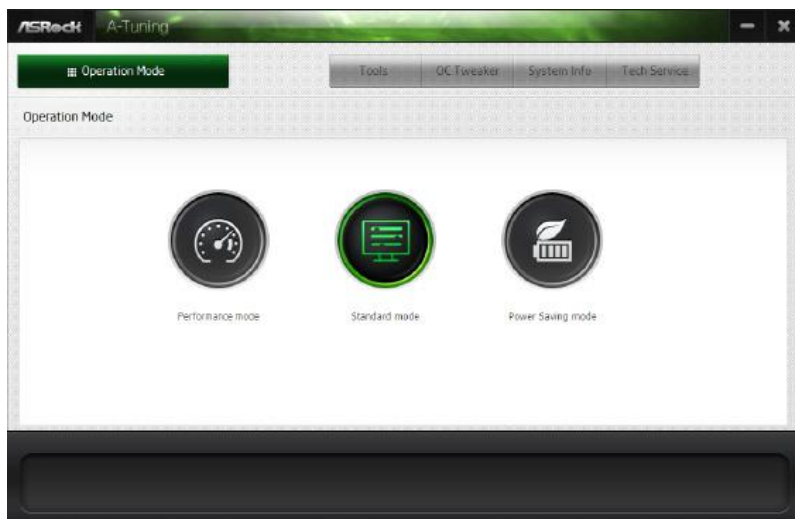 ASRock A-Tuning
Operation Mode Tools OC Tweaker System Info Tech Service
Operation Mode
Performance mode Standard mode Power Saving mode